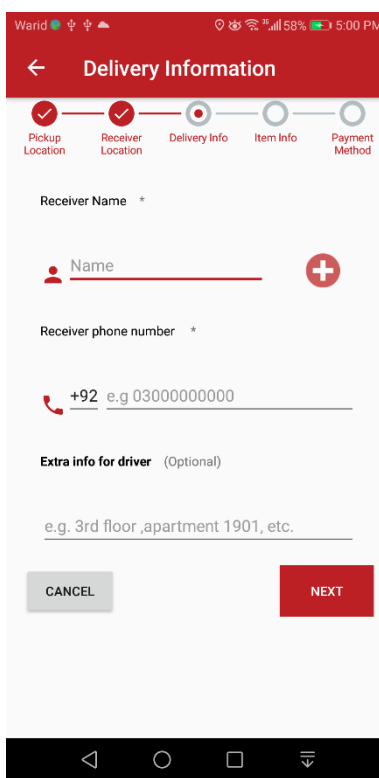 Warid 58% 5:00 PM
Delivery Information
Pickup Location
Receiver Location
Delivery Info
Item Info
Payment Method
Receiver Name *
Name
Receiver phone number *
+92 e.g 03000000000
Extra info for driver (Optional)
e.g. 3rd floor ,apartment 1901, etc.
CANCEL NEXT